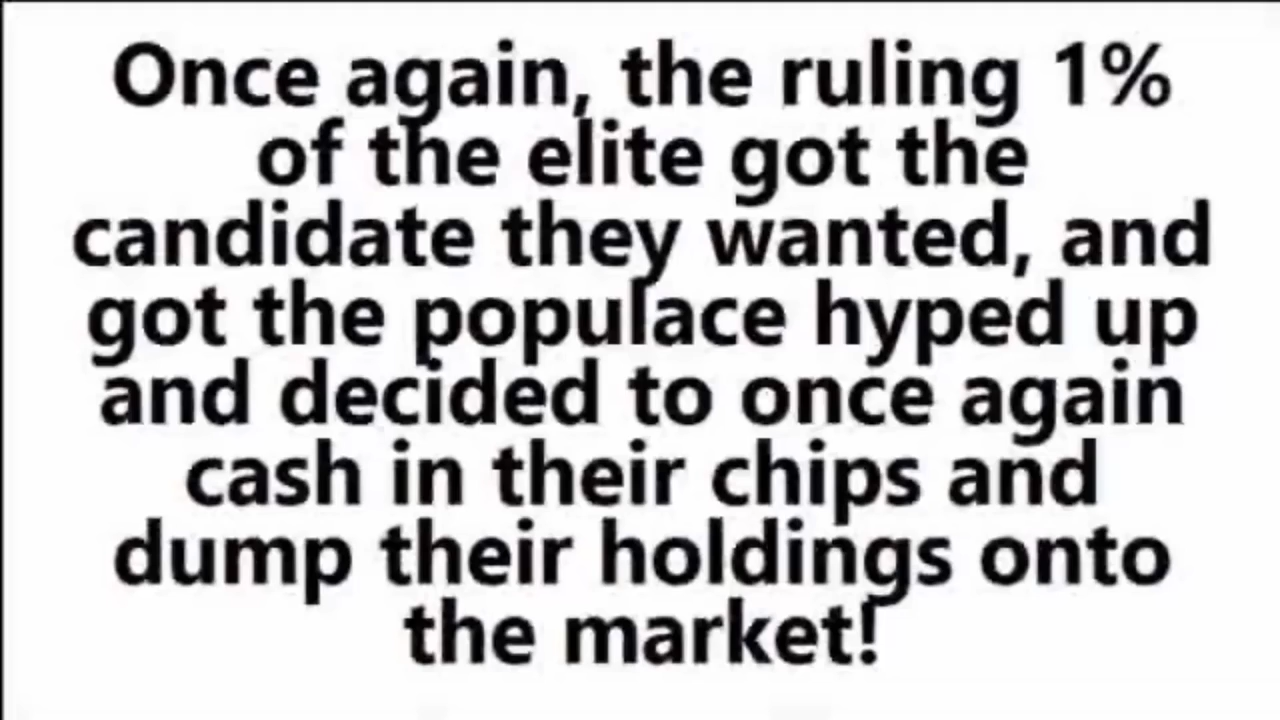 Once again, the ruling 1%
of the elite got the
candidate they wanted, and
got the populace hyped up
and decided to once again
cash in their chips and
dump their holdings onto
the market!